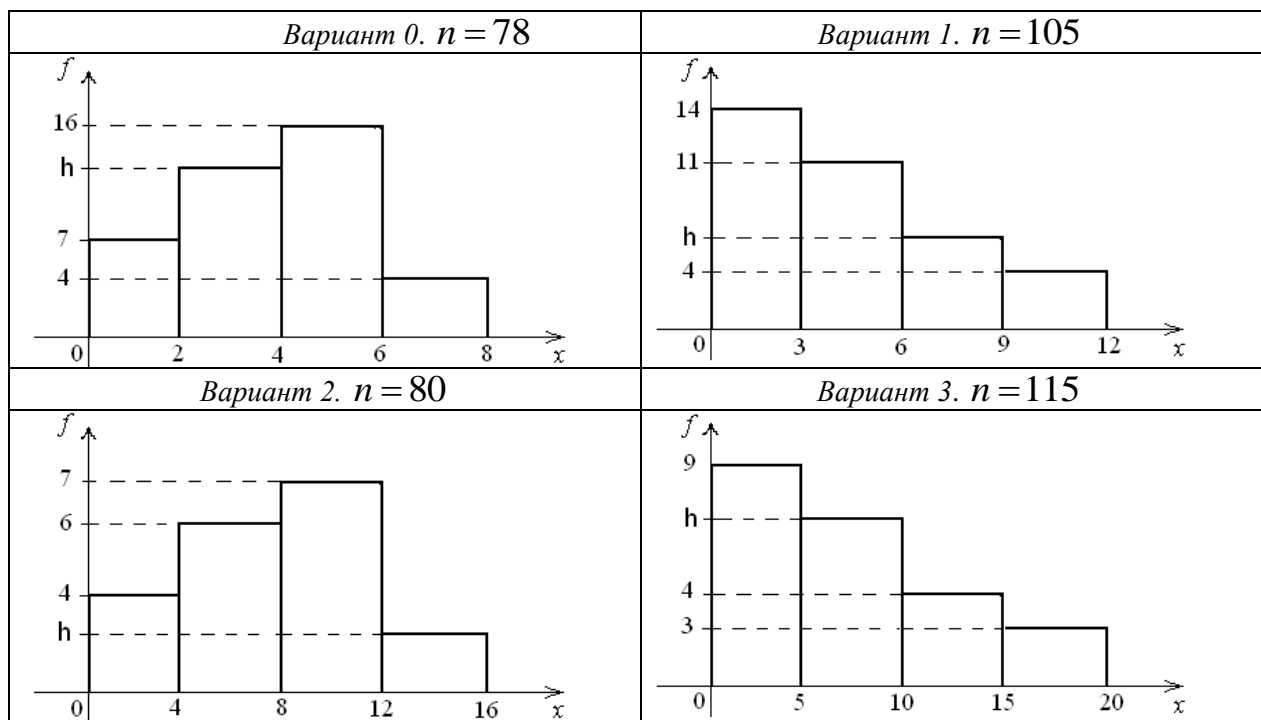 Вариант 0. n = 78
f
16
h
7
4
0 2 4 6 8 x
Вариант 1. n = 105
f
14
11
h
4
0 3 6 9 12 x
Вариант 2. n = 80
f
7
6
4
h
0 4 8 12 16 x
Вариант 3. n = 115
f
9
h
4
3
0 5 10 15 20 x